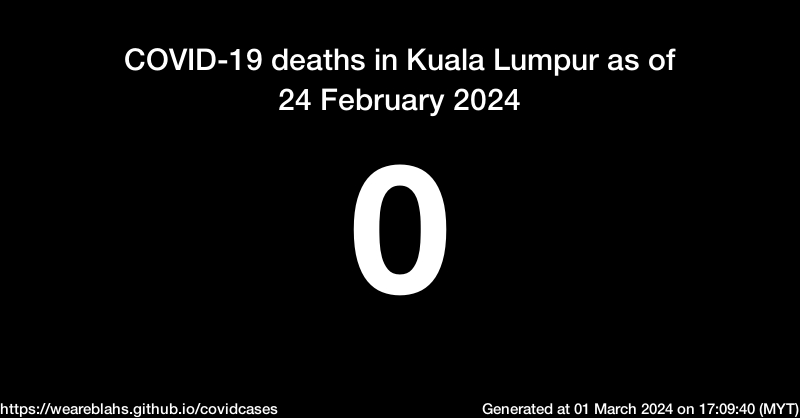 COVID-19 deaths in Kuala Lumpur as of
24 February 2024
0
https://weareblahs.github.io/covidcases
Generated at 01 March 2024 on 17:09:40 (MYT)